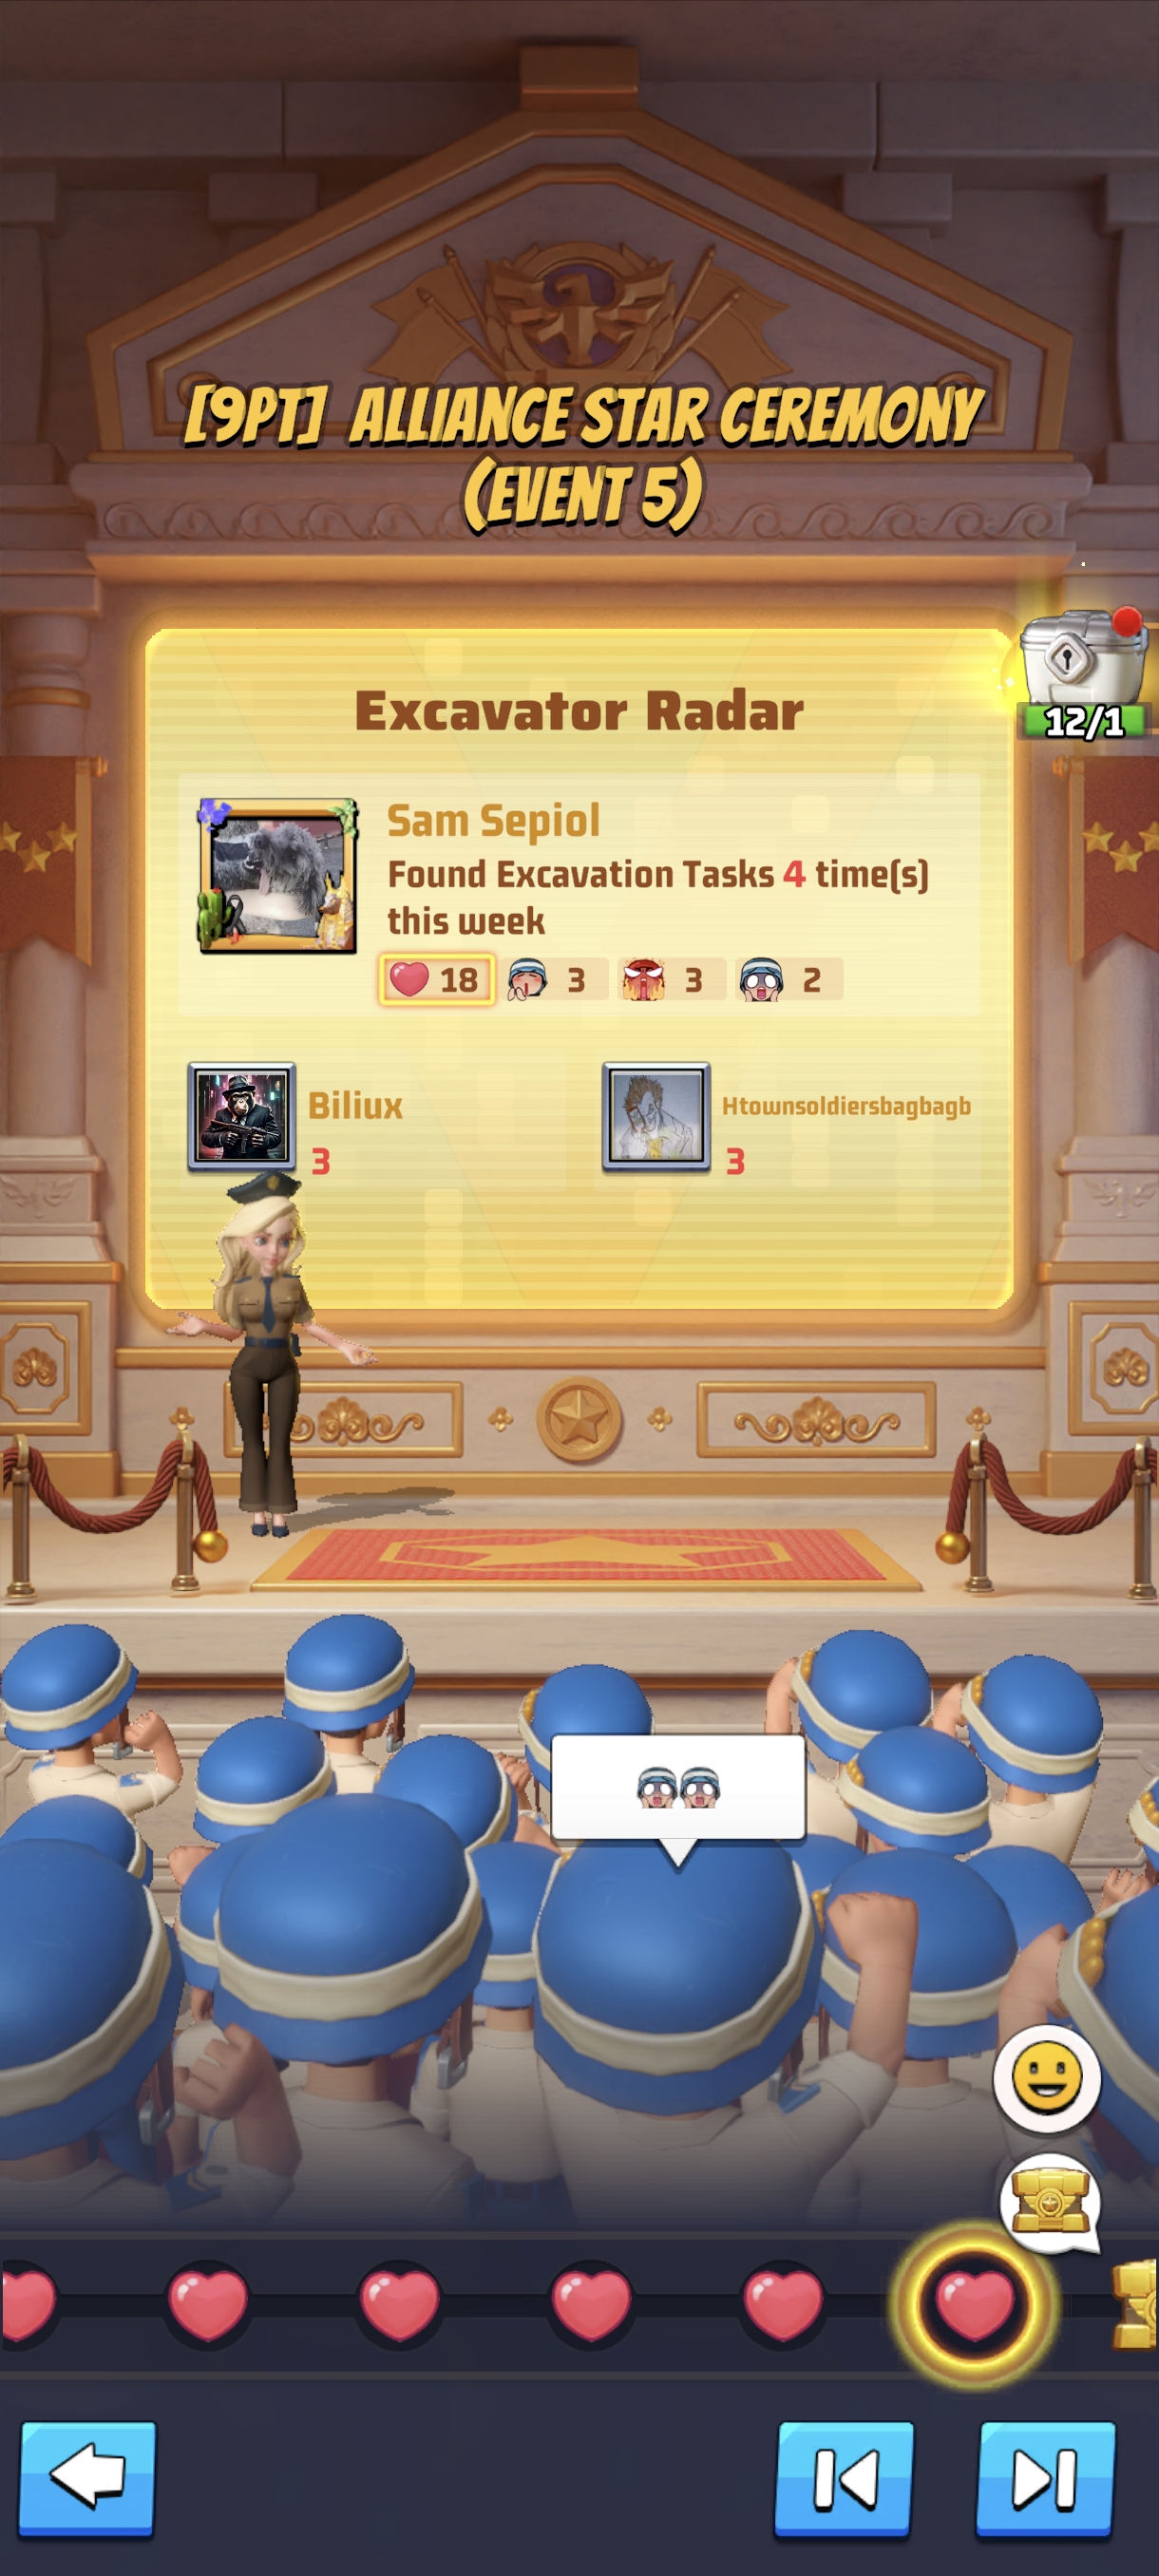 [9PT] ALLIANCE STAR CEREMONY
(EVENT 5)
12/1
Excavator Radar
Sam Sepiol
Found Excavation Tasks 4 time(s)
this week
18 3 3 2
Biliux
3
Htownsoldiersbagbagb
3